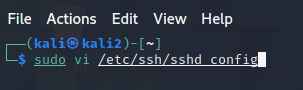 File Actions Edit View Help
┌──(kali㉿kali2)-[~]
└─$ sudo vi /etc/ssh/sshd_config